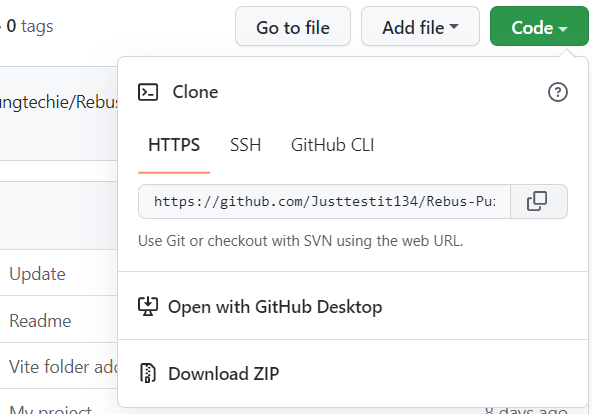 0 tags
Go to file
Add file
Code
ngtechie/Rebus
Clone
HTTPS
SSH
GitHub CLI
https://github.com/Justtestit134/Rebus-Pu
Use Git or checkout with SVN using the web URL.
Update
Open with GitHub Desktop
Readme
Vite folder
Download ZIP
My project
8 days ago